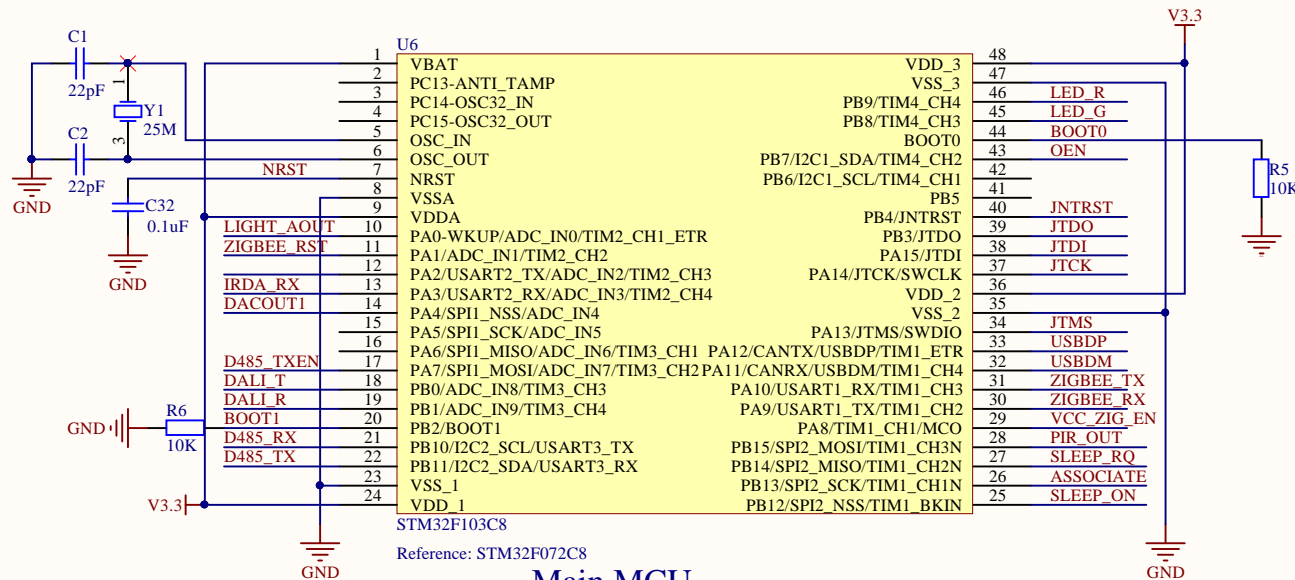 V3.3
C1
22pF
1
Y1
25M
3
C2
22pF
GND
NRST
C32
0.1uF
GND
U6
1 VBAT
2 PC13-ANTI_TAMP
3 PC14-OSC32_IN
4 PC15-OSC32_OUT
5 OSC_IN
6 OSC_OUT
7 NRST
8 VSSA
9 VDDA
LIGHT_AOUT 10 PA0-WKUP/ADC_IN0/TIM2_CH1_ETR
ZIGBEE_RST 11 PA1/ADC_IN1/TIM2_CH2
12 PA2/USART2_TX/ADC_IN2/TIM2_CH3
IRDA_RX 13 PA3/USART2_RX/ADC_IN3/TIM2_CH4
DACOUT1 14 PA4/SPI1_NSS/ADC_IN4
15 PA5/SPI1_SCK/ADC_IN5
16 PA6/SPI1_MISO/ADC_IN6/TIM3_CH1
D485_TXEN 17 PA7/SPI1_MOSI/ADC_IN7/TIM3_CH2
DALI_T 18 PB0/ADC_IN8/TIM3_CH3
DALI_R 19 PB1/ADC_IN9/TIM3_CH4
GND R6 10K BOOT1 20 PB2/BOOT1
D485_RX 21 PB10/I2C2_SCL/USART3_TX
D485_TX 22 PB11/I2C2_SDA/USART3_RX
23 VSS_1
V3.3 24 VDD_1
GND
VDD_3 48
VSS_3 47
PB9/TIM4_CH4 46 LED_R
PB8/TIM4_CH3 45 LED_G
BOOT0 44 BOOT0
PB7/I2C1_SDA/TIM4_CH2 43 OEN
PB6/I2C1_SCL/TIM4_CH1 42
PB5 41
PB4/JNTRST 40 JNTRST
PB3/JTDO 39 JTDO
PA15/JTDI 38 JTDI
PA14/JTCK/SWCLK 37 JTCK
VDD_2 36
VSS_2 35
PA13/JTMS/SWDIO 34 JTMS
PA12/CANTX/USBDP/TIM1_ETR 33 USBDP
PA11/CANRX/USBDM/TIM1_CH4 32 USBDM
PA10/USART1_RX/TIM1_CH3 31 ZIGBEE_TX
PA9/USART1_TX/TIM1_CH2 30 ZIGBEE_RX
PA8/TIM1_CH1/MCO 29 VCC_ZIG_EN
PB15/SPI2_MOSI/TIM1_CH3N 28 PIR_OUT
PB14/SPI2_MISO/TIM1_CH2N 27 SLEEP_RQ
PB13/SPI2_SCK/TIM1_CH1N 26 ASSOCIATE
PB12/SPI2_NSS/TIM1_BKIN 25 SLEEP_ON
R5
10K
GND
STM32F103C8
Reference: STM32F072C8
Main MCU